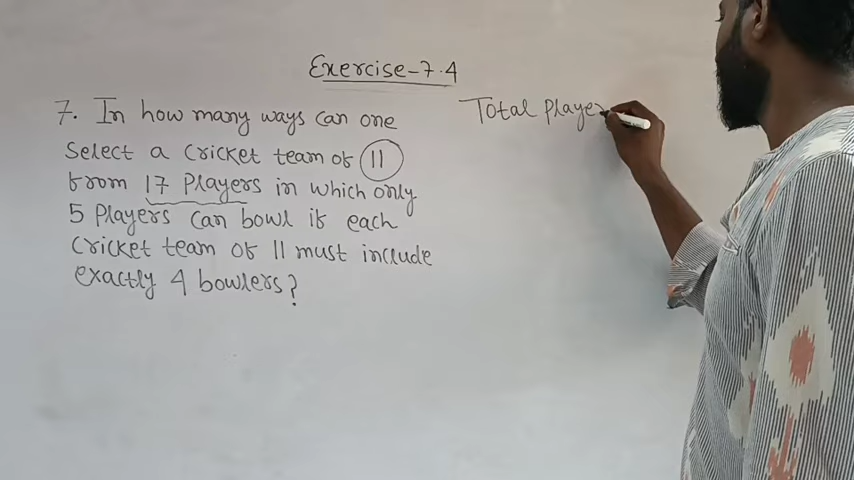 Exercise-7.4
7. In how many ways can one
Select a cricket team of 11
from 17 Players in which only
5 Players can bowl if each
cricket team of 11 must include
exactly 4 bowlers?
Total Player